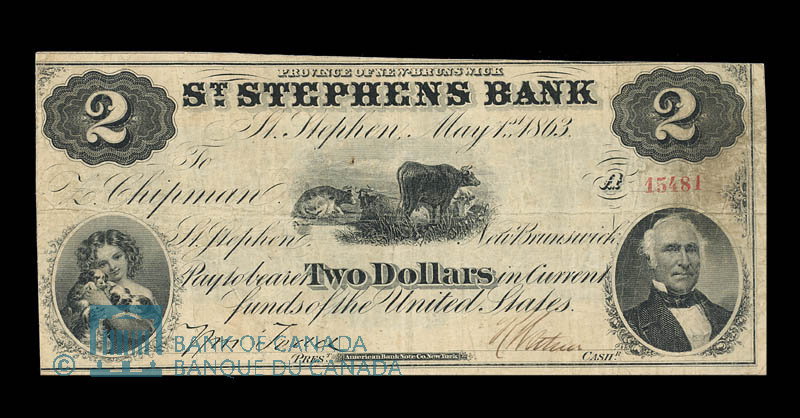 PROVINCE OF NEW-BRUNSWICK
2 ST. STEPHENS BANK 2
St. Stephen, May 1st. 1863.
To
Z. Chipman
15481
St. Stephen New Brunswick
Pay to bearer Two Dollars in Current
funds of the United States.
PREST. American Bank Note Co. New York CASHR.
© BANK OF CANADA
BANQUE DU CANADA